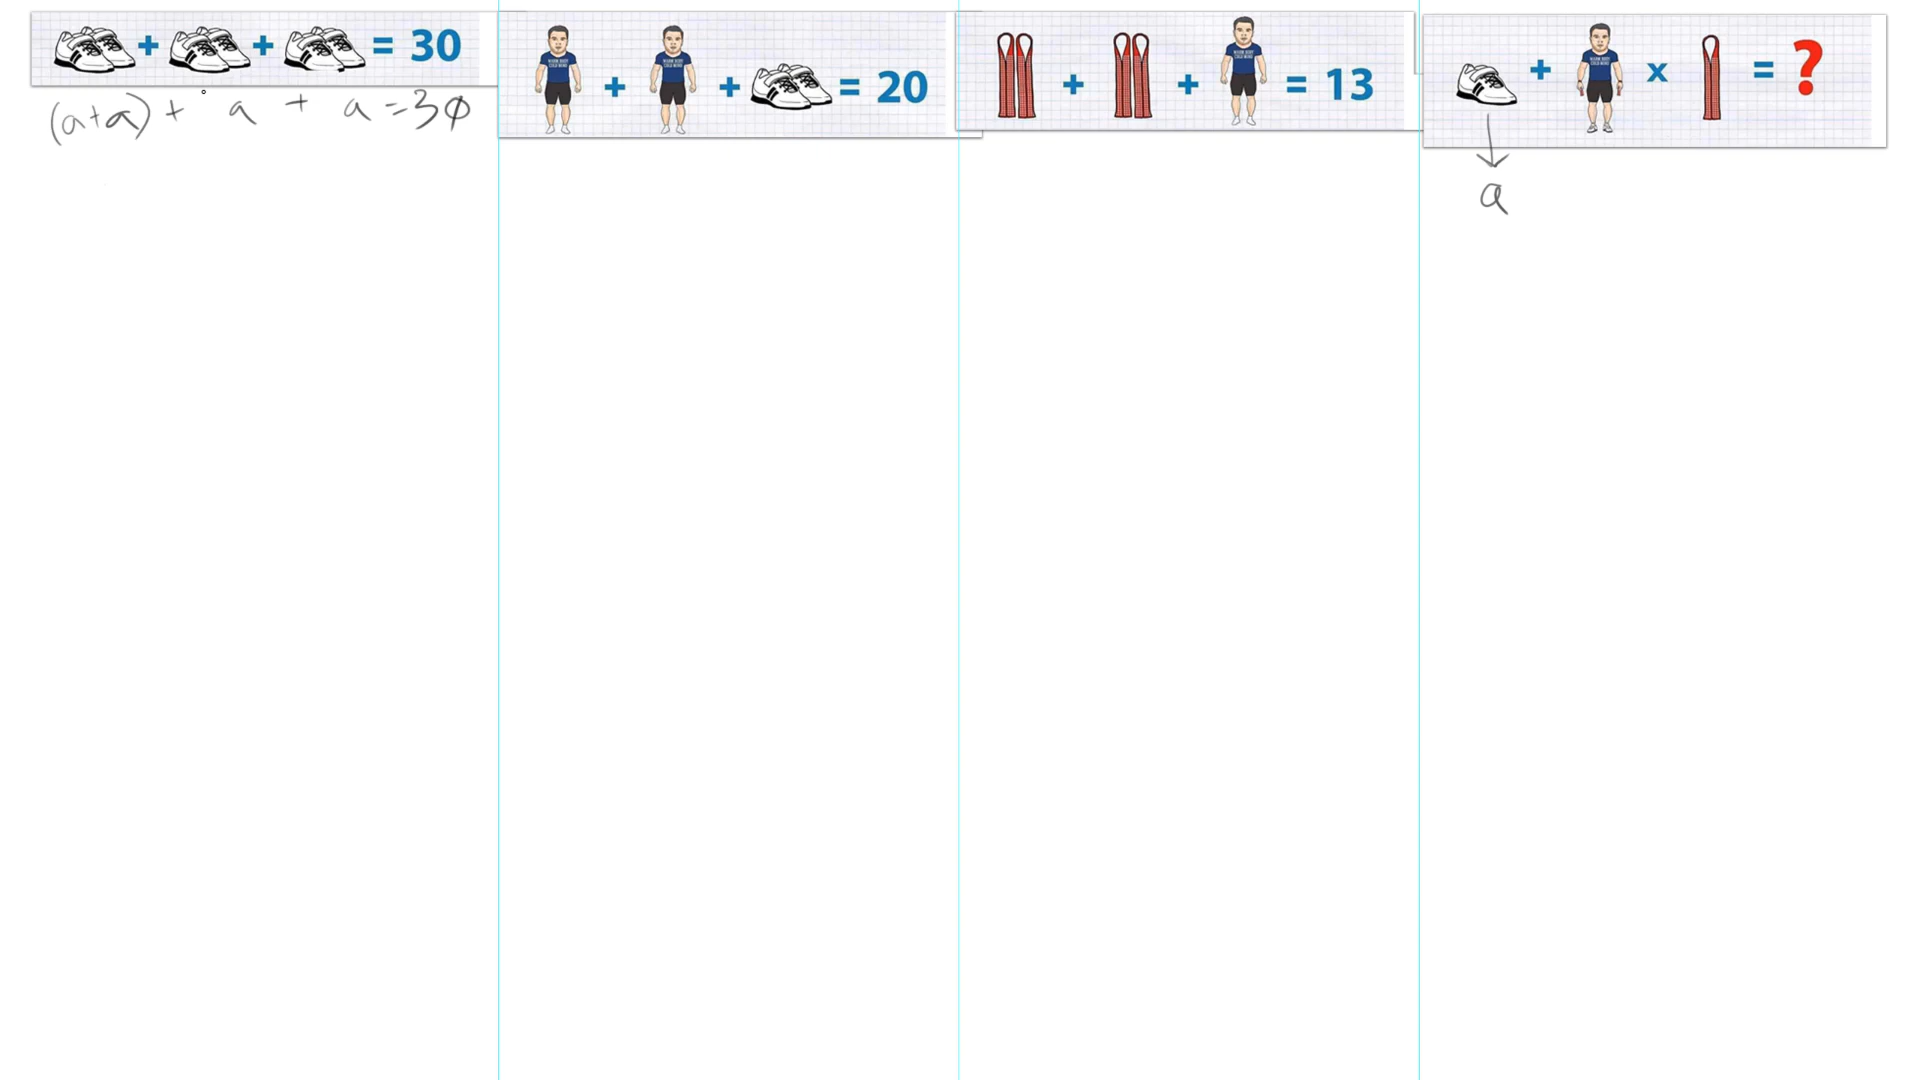 + + = 30
(a+a) + a + a = 30
+ + = 20
+ + = 13
+ x = ?
a